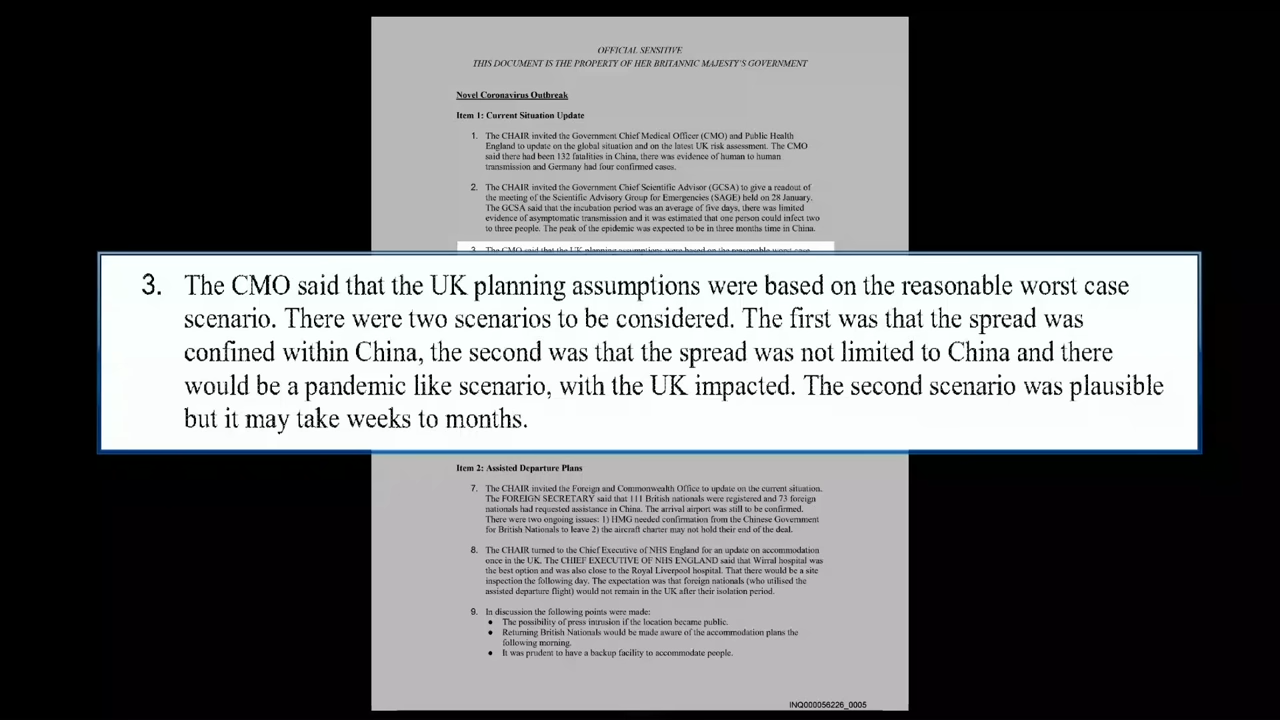 OFFICIAL SENSITIVE
THIS DOCUMENT IS THE PROPERTY OF HER BRITANNIC MAJESTY'S GOVERNMENT
Novel Coronavirus Outbreak
Item 1: Current Situation Update
1. The CHAIR invited the Government Chief Medical Officer (CMO) and Public Health
England to update on the global situation and on the latest UK risk assessment. The CMO
said there had been 132 fatalities in China, there was evidence of human to human
transmission and Germany had four confirmed cases.
2. The CHAIR invited the Government Chief Scientific Advisor (GCSA) to give a readout of
the meeting of the Scientific Advisory Group for Emergencies (SAGE) held on 28 January.
The GCSA said that the incubation period was an average of five days, there was limited
evidence of asymptomatic transmission and it was estimated that one person could infect two
to three people. The peak of the epidemic was expected to be in three months time in China.
3. The CMO said that the UK planning assumptions were based on the reasonable worst case
3. The CMO said that the UK planning assumptions were based on the reasonable worst case
scenario. There were two scenarios to be considered. The first was that the spread was
confined within China, the second was that the spread was not limited to China and there
would be a pandemic like scenario, with the UK impacted. The second scenario was plausible
but it may take weeks to months.
Item 2: Assisted Departure Plans
7. The CHAIR invited the Foreign and Commonwealth Office to update on the current situation.
The FOREIGN SECRETARY said that 111 British nationals were registered and 73 foreign
nationals had requested assistance in China. The arrival airport was still to be confirmed.
There were two ongoing issues: 1) HMG needed confirmation from the Chinese Government
for British Nationals to leave 2) the aircraft charter may not hold their end of the deal.
8. The CHAIR turned to the Chief Executive of NHS England for an update on accommodation
once in the UK. The CHIEF EXECUTIVE OF NHS ENGLAND said that Wirral hospital was
the best option and was also close to the Royal Liverpool hospital. That there would be a site
inspection the following day. The expectation was that foreign nationals (who utilised the
assisted departure flight) would not remain in the UK after their isolation period.
9. In discussion the following points were made:
● The possibility of press intrusion if the location became public.
● Returning British Nationals would be made aware of the accommodation plans the
following morning.
● It was prudent to have a backup facility to accommodate people.
INQ000056226_0005